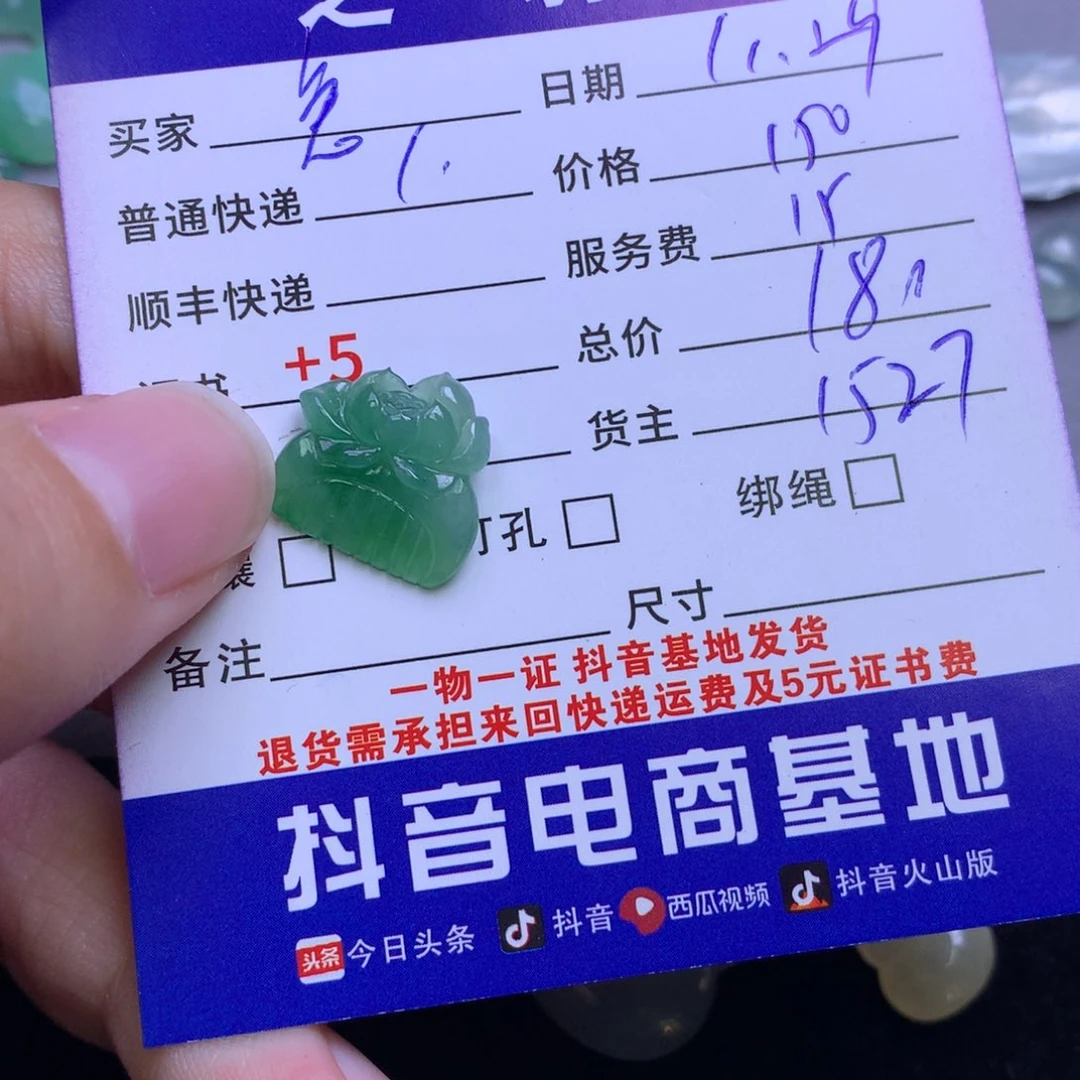 买家 日期 11.29
普通快递 1. 价格 150
顺丰快递 服务费 15
+5 总价 18
货主 1527
打孔 绑绳
备注 尺寸
一物一证 抖音基地发货
退货需承担来回快递运费及5元证书费
抖音电商基地
头条 今日头条 抖音 西瓜视频 抖音火山版